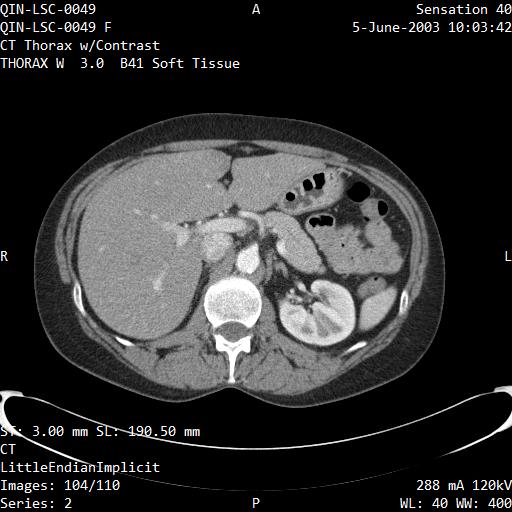 QIN-LSC-0049 A Sensation 40
QIN-LSC-0049 F 5-June-2003 10:03:42
CT Thorax w/Contrast
THORAX W 3.0 B41 Soft Tissue
R L
ST: 3.00 mm SL: 190.50 mm
CT
LittleEndianImplicit
Images: 104/110 288 mA 120kV
Series: 2 P WL: 40 WW: 400